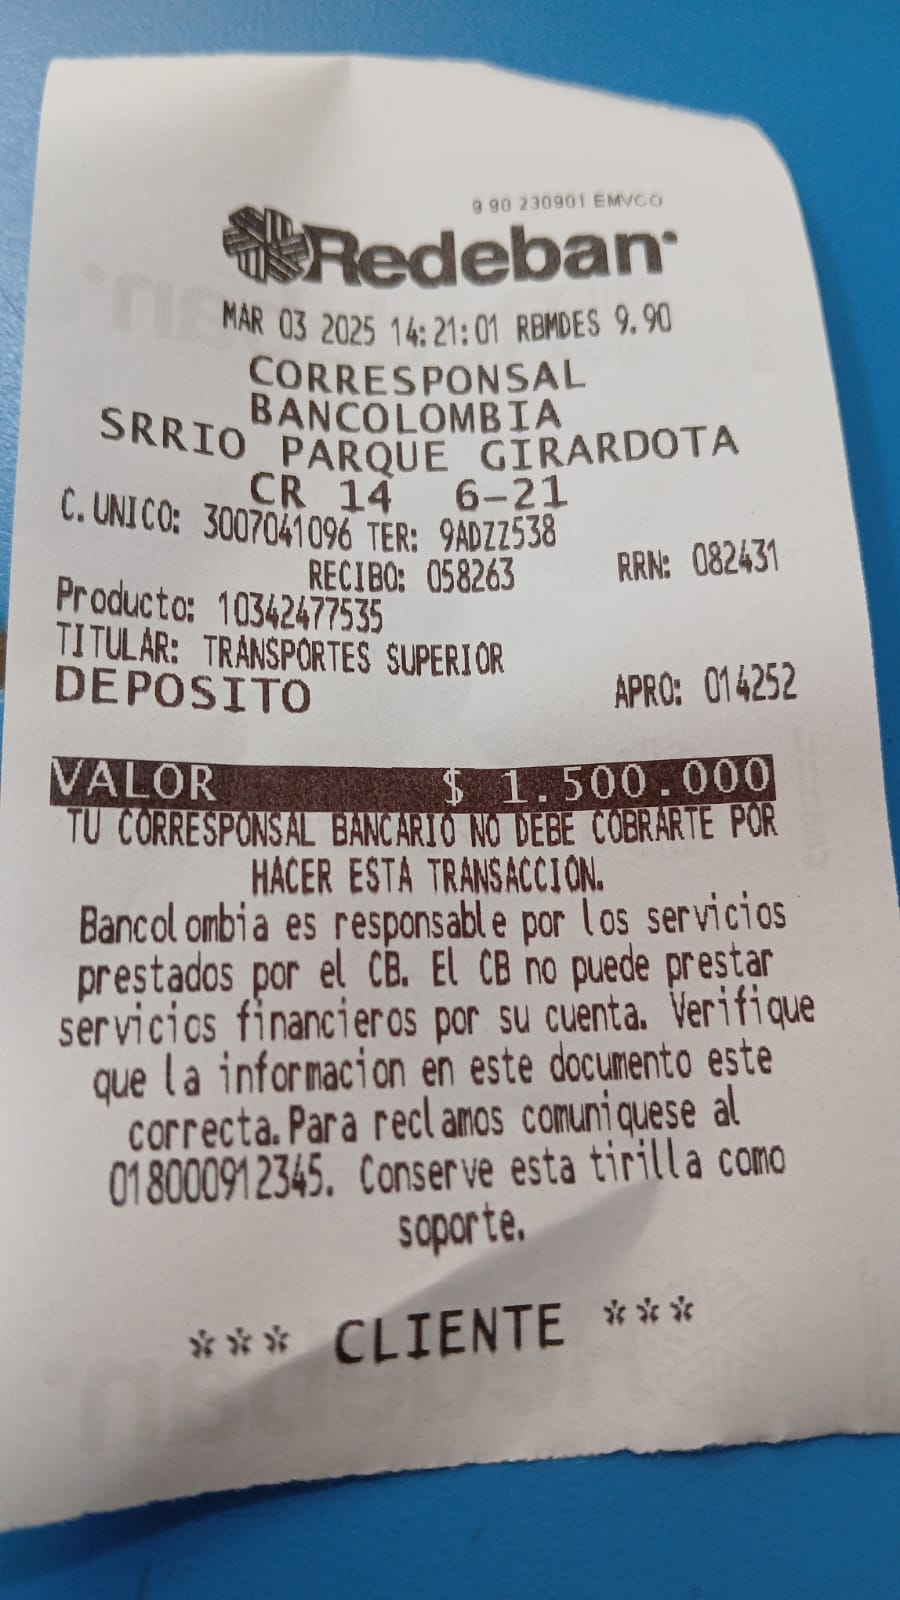 9.90 230901 EMVCO
Redeban
MAR 03 2025 14:21:01 RBMDES 9.90
CORRESPONSAL
BANCOLOMBIA
SRRIO PARQUE GIRARDOTA
CR 14 6-21
C. UNICO: 3007041096 TER: 9ADZZ538
RECIBO: 058263 RRN: 082431
Producto: 10342477535
TITULAR: TRANSPORTES SUPERIOR
DEPOSITO APRO: 014252
VALOR $ 1.500.000
TU CORRESPONSAL BANCARIO NO DEBE COBRARTE POR
HACER ESTA TRANSACCION.
Bancolombia es responsable por los servicios
prestados por el CB. El CB no puede prestar
servicios financieros por su cuenta. Verifique
que la informacion en este documento este
correcta. Para reclamos comuniquese al
018000912345. Conserve esta tirilla como
soporte.
*** CLIENTE ***